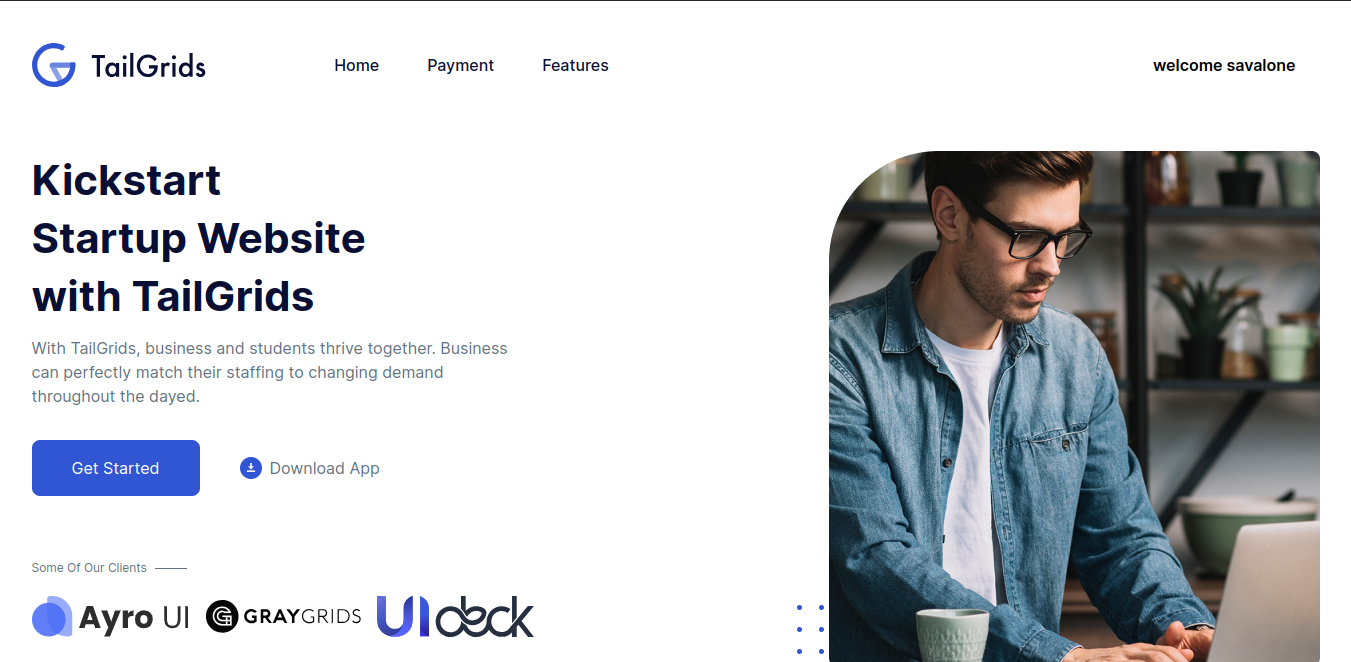 TailGrids
Home
Payment
Features
welcome savalone
Kickstart
Startup Website
with TailGrids
With TailGrids, business and students thrive together. Business
can perfectly match their staffing to changing demand
throughout the dayed.
Get Started
Download App
Some Of Our Clients
Ayro UI
GRAYGRIDS
UIdeck